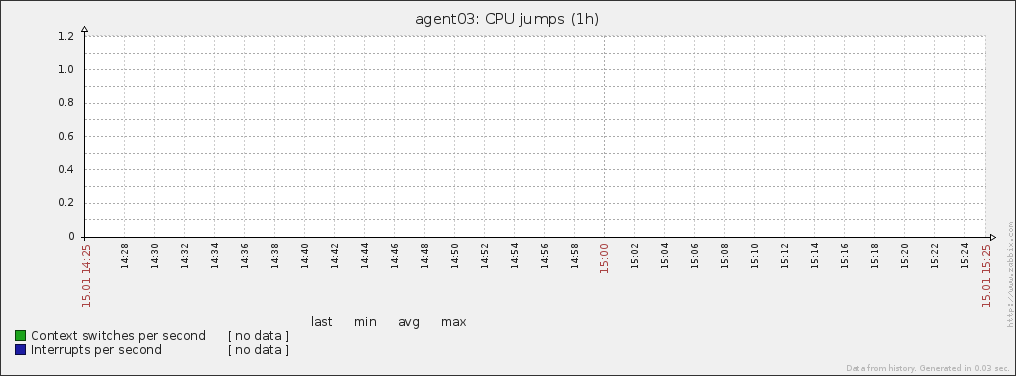 agent03: CPU jumps (1h)
1.2
1.0
0.8
0.6
0.4
0.2
0
15.01 14:25 14:28 14:30 14:32 14:34 14:36 14:38 14:40 14:42 14:44 14:46 14:48 14:50 14:52 14:54 14:56 14:58 15:00 15:02 15:04 15:06 15:08 15:10 15:12 15:14 15:16 15:18 15:20 15:22 15:24 15.01 15:25
http://www.zabbix.com
last min avg max
Context switches per second [ no data ]
Interrupts per second [ no data ]
Data from history. Generated in 0.03 sec.